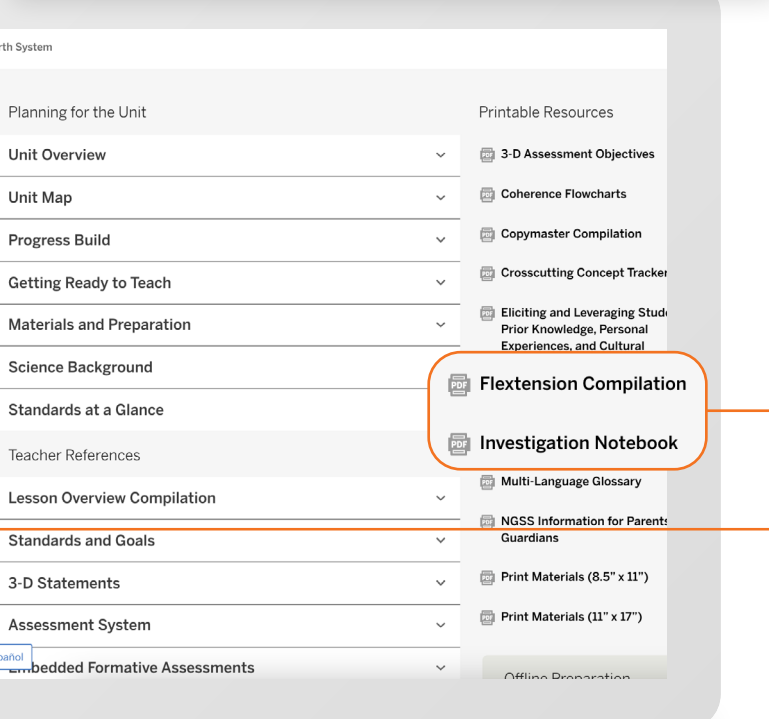 rth System
Planning for the Unit
Unit Overview
Unit Map
Progress Build
Getting Ready to Teach
Materials and Preparation
Science Background
Standards at a Glance
Teacher References
Lesson Overview Compilation
Standards and Goals
3-D Statements
Assessment System
pañol
Embedded Formative Assessments
Printable Resources
PDF 3-D Assessment Objectives
PDF Coherence Flowcharts
PDF Copymaster Compilation
PDF Crosscutting Concept Tracker
PDF Eliciting and Leveraging Stude
Prior Knowledge, Personal
Experiences, and Cultural
PDF Flextension Compilation
PDF Investigation Notebook
PDF Multi-Language Glossary
PDF NGSS Information for Parents
Guardians
PDF Print Materials (8.5” x 11”)
PDF Print Materials (11” x 17”)
Offline Preparation